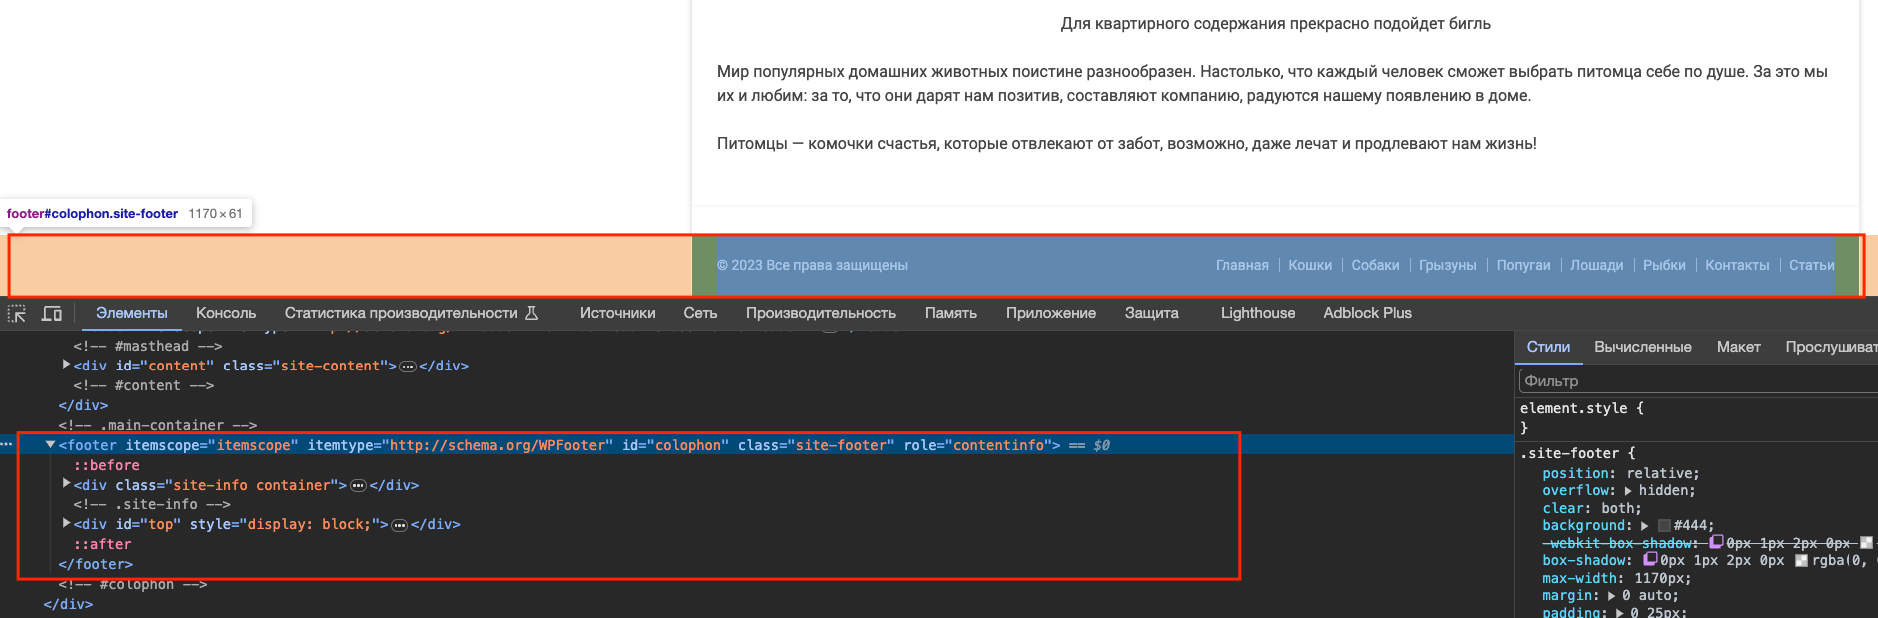 Для квартирного содержания прекрасно подойдет бигль
Мир популярных домашних животных поистине разнообразен. Настолько, что каждый человек сможет выбрать питомца себе по душе. За это мы
их и любим: за то, что они дарят нам позитив, составляют компанию, радуются нашему появлению в доме.
Питомцы — комочки счастья, которые отвлекают от забот, возможно, даже лечат и продлевают нам жизнь!
footer#colophon.site-footer 1170×61
© 2023 Все права защищены Главная Кошки Собаки Грызуны Попугаи Лошади Рыбки Контакты Статьи
Элементы Консоль Статистика производительности Источники Сеть Производительность Память Приложение Защита Lighthouse Adblock Plus
<!-- #masthead -->
<div id="content" class="site-content">…</div>
<!-- #content -->
</div>
<!-- .main-container -->
<footer itemscope="itemscope" itemtype="http://schema.org/WPFooter" id="colophon" class="site-footer" role="contentinfo"> == $0
::before
<div class="site-info container">…</div>
<!-- .site-info -->
<div id="top" style="display: block;">…</div>
::after
</footer>
<!-- #colophon -->
</div>
Стили Вычисленные Макет Прослушиват
Фильтр
element.style {
}
.site-footer {
position: relative;
overflow: hidden;
clear: both;
background: #444;
-webkit-box-shadow: 0px 1px 2px 0px
box-shadow: 0px 1px 2px 0px rgba(0,
max-width: 1170px;
margin: 0 auto;
padding: 0 25px;